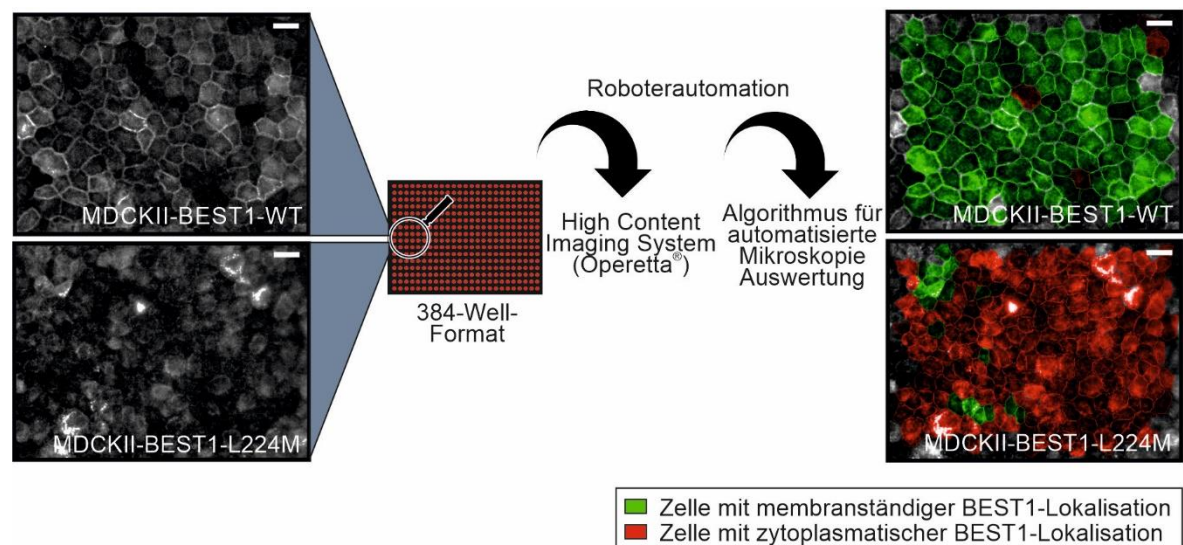 MDCKII-BEST1-WT
MDCKII-BEST1-L224M
384-Well-
Format
Roboterautomation
High Content
Imaging System
(Operetta®)
Algorithmus für
automatisierte
Mikroskopie
Auswertung
MDCKII-BEST1-WT
MDCKII-BEST1-L224M
Zelle mit membranständiger BEST1-Lokalisation
Zelle mit zytoplasmatischer BEST1-Lokalisation